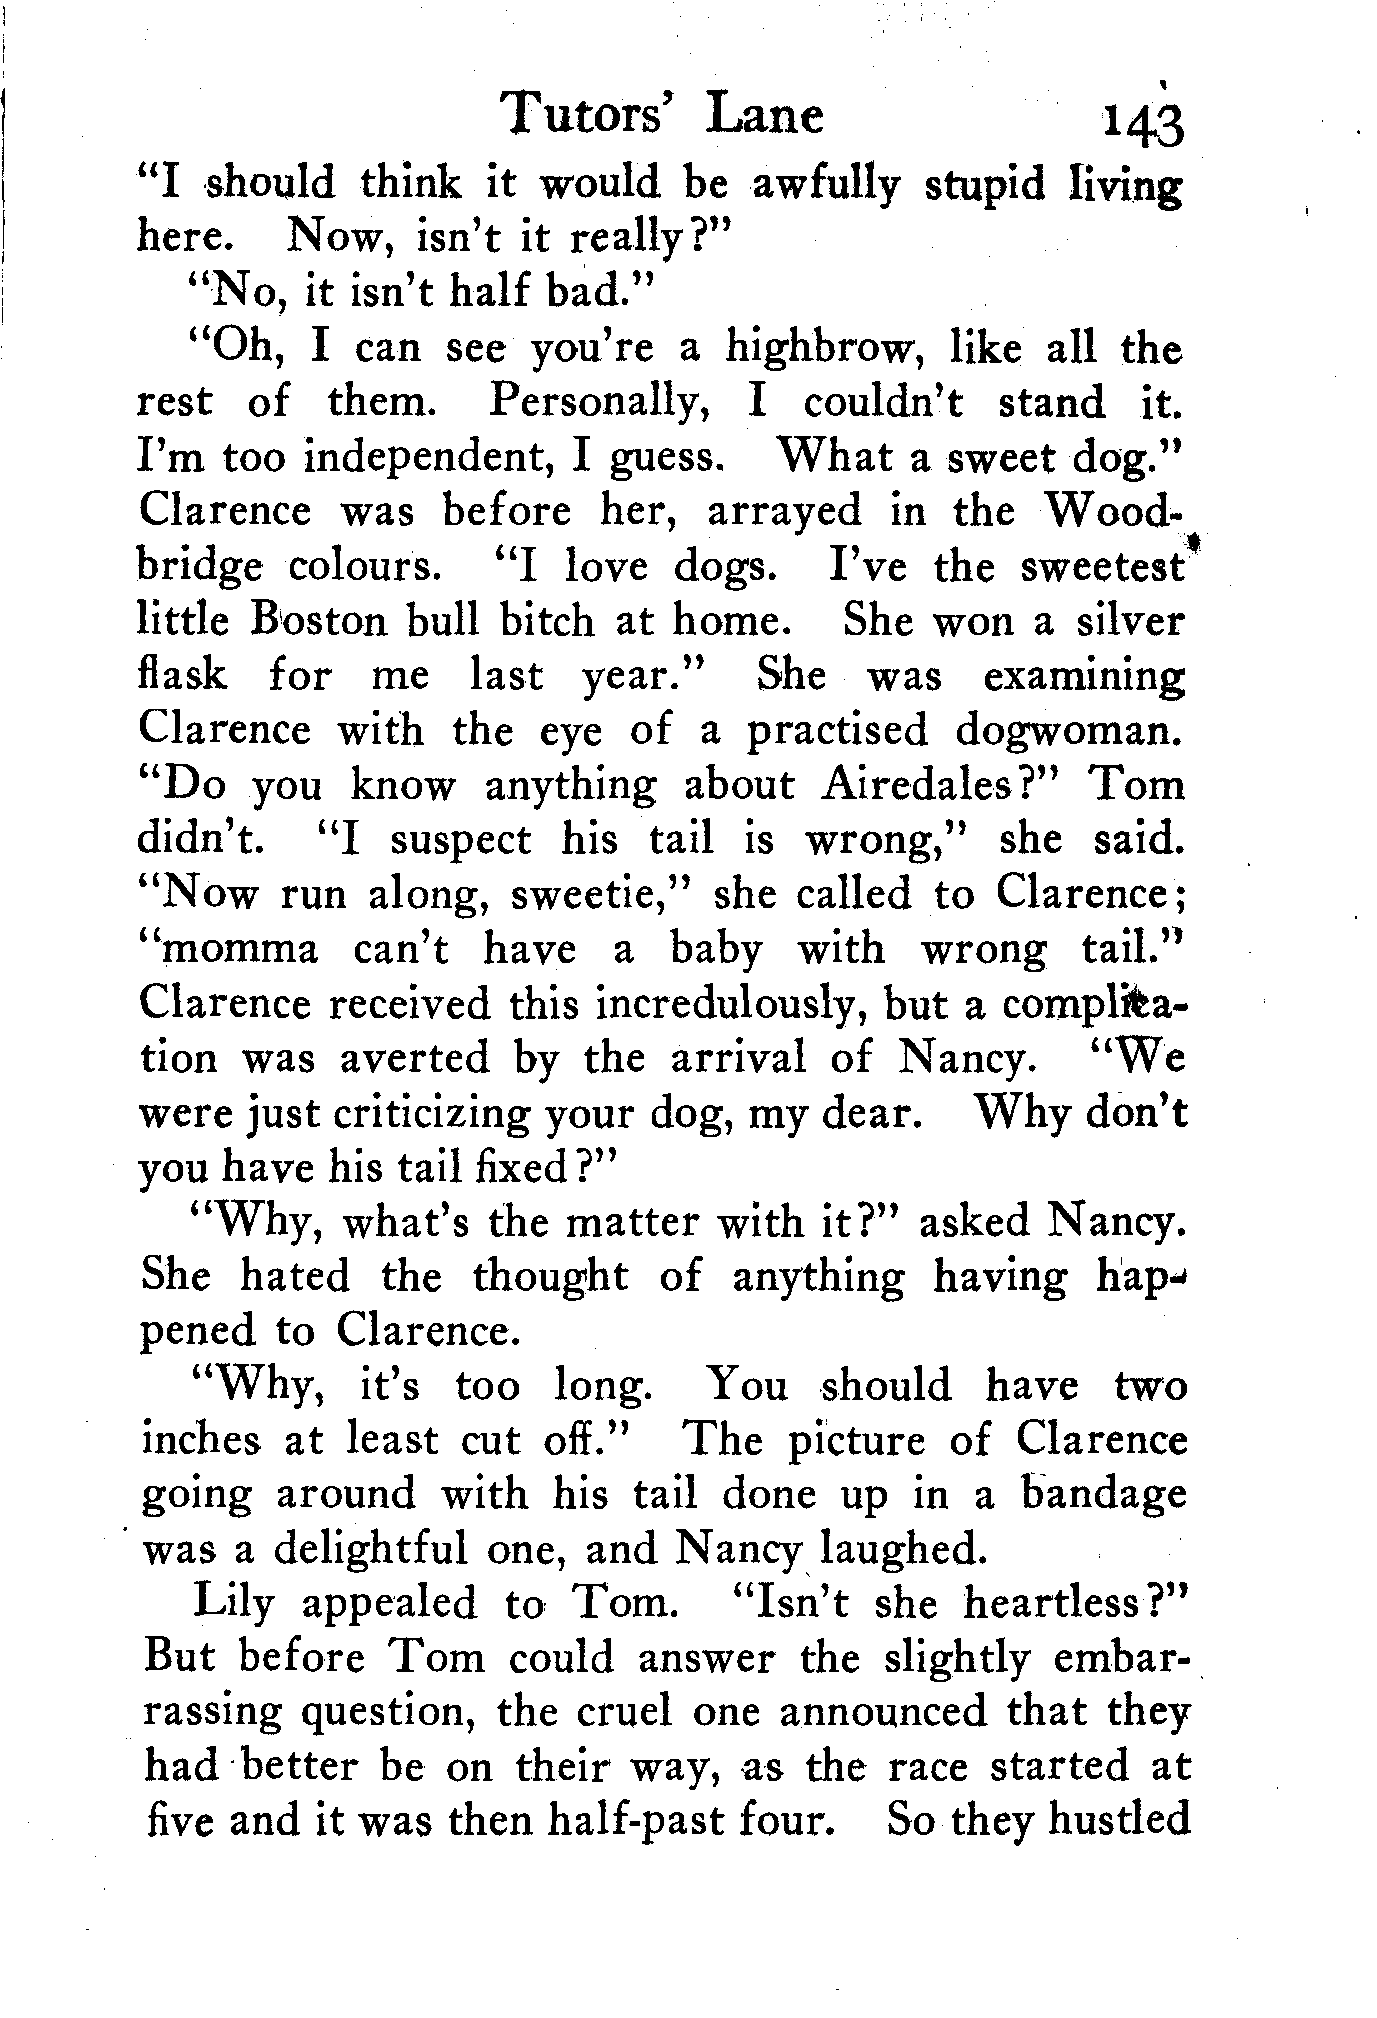 Tutors' Lane 143
"I should think it would be awfully stupid living
here. Now, isn't it really?"
"No, it isn't half bad."
"Oh, I can see you're a highbrow, like all the
rest of them. Personally, I couldn't stand it.
I'm too independent, I guess. What a sweet dog."
Clarence was before her, arrayed in the Wood-
bridge colours. "I love dogs. I've the sweetest
little Boston bull bitch at home. She won a silver
flask for me last year." She was examining
Clarence with the eye of a practised dogwoman.
"Do you know anything about Airedales?" Tom
didn't. "I suspect his tail is wrong," she said.
"Now run along, sweetie," she called to Clarence;
"momma can't have a baby with wrong tail."
Clarence received this incredulously, but a complica-
tion was averted by the arrival of Nancy. "We
were just criticizing your dog, my dear. Why don't
you have his tail fixed?"
"Why, what's the matter with it?" asked Nancy.
She hated the thought of anything having hap-
pened to Clarence.
"Why, it's too long. You should have two
inches at least cut off." The picture of Clarence
going around with his tail done up in a bandage
was a delightful one, and Nancy laughed.
Lily appealed to Tom. "Isn't she heartless?"
But before Tom could answer the slightly embar-
rassing question, the cruel one announced that they
had better be on their way, as the race started at
five and it was then half-past four. So they hustled